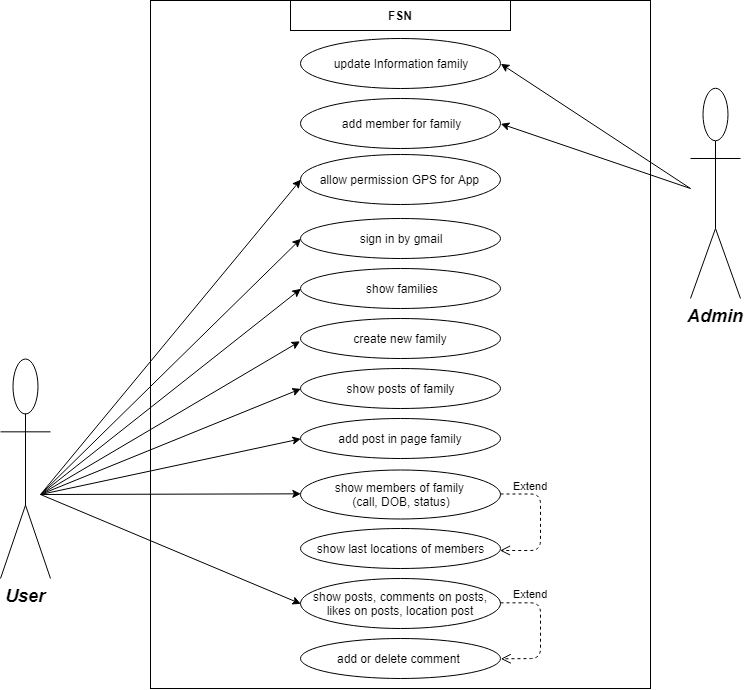 FSN
update Information family
add member for family
allow permission GPS for App
sign in by gmail
show families
create new family
show posts of family
add post in page family
show members of family
(call, DOB, status)
Extend
show last locations of members
show posts, comments on posts,
likes on posts, location post
Extend
add or delete comment
Admin
User